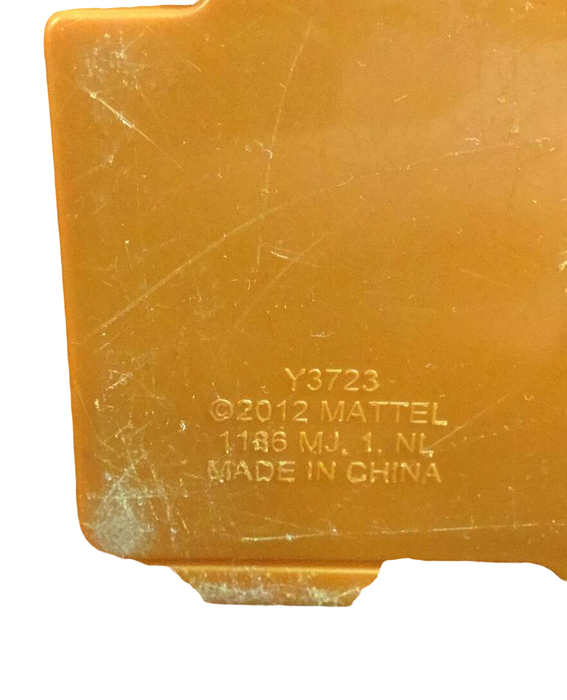 Y3723
©2012 MATTEL
1186 MJ, 1, NL
MADE IN CHINA